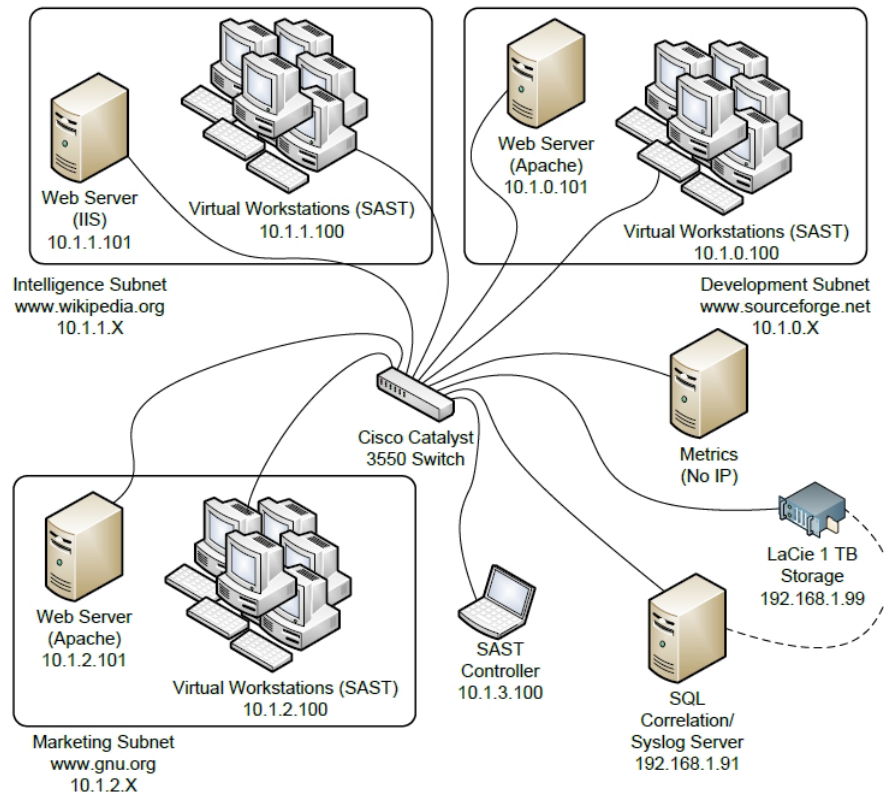 Web Server
(IIS)
10.1.1.101
Virtual Workstations (SAST)
10.1.1.100
Intelligence Subnet
www.wikipedia.org
10.1.1.X
Web Server
(Apache)
10.1.0.101
Virtual Workstations (SAST)
10.1.0.100
Development Subnet
www.sourceforge.net
10.1.0.X
Cisco Catalyst
3550 Switch
Metrics
(No IP)
LaCie 1 TB
Storage
192.168.1.99
Web Server
(Apache)
10.1.2.101
Virtual Workstations (SAST)
10.1.2.100
Marketing Subnet
www.gnu.org
10.1.2.X
SAST
Controller
10.1.3.100
SQL
Correlation/
Syslog Server
192.168.1.91